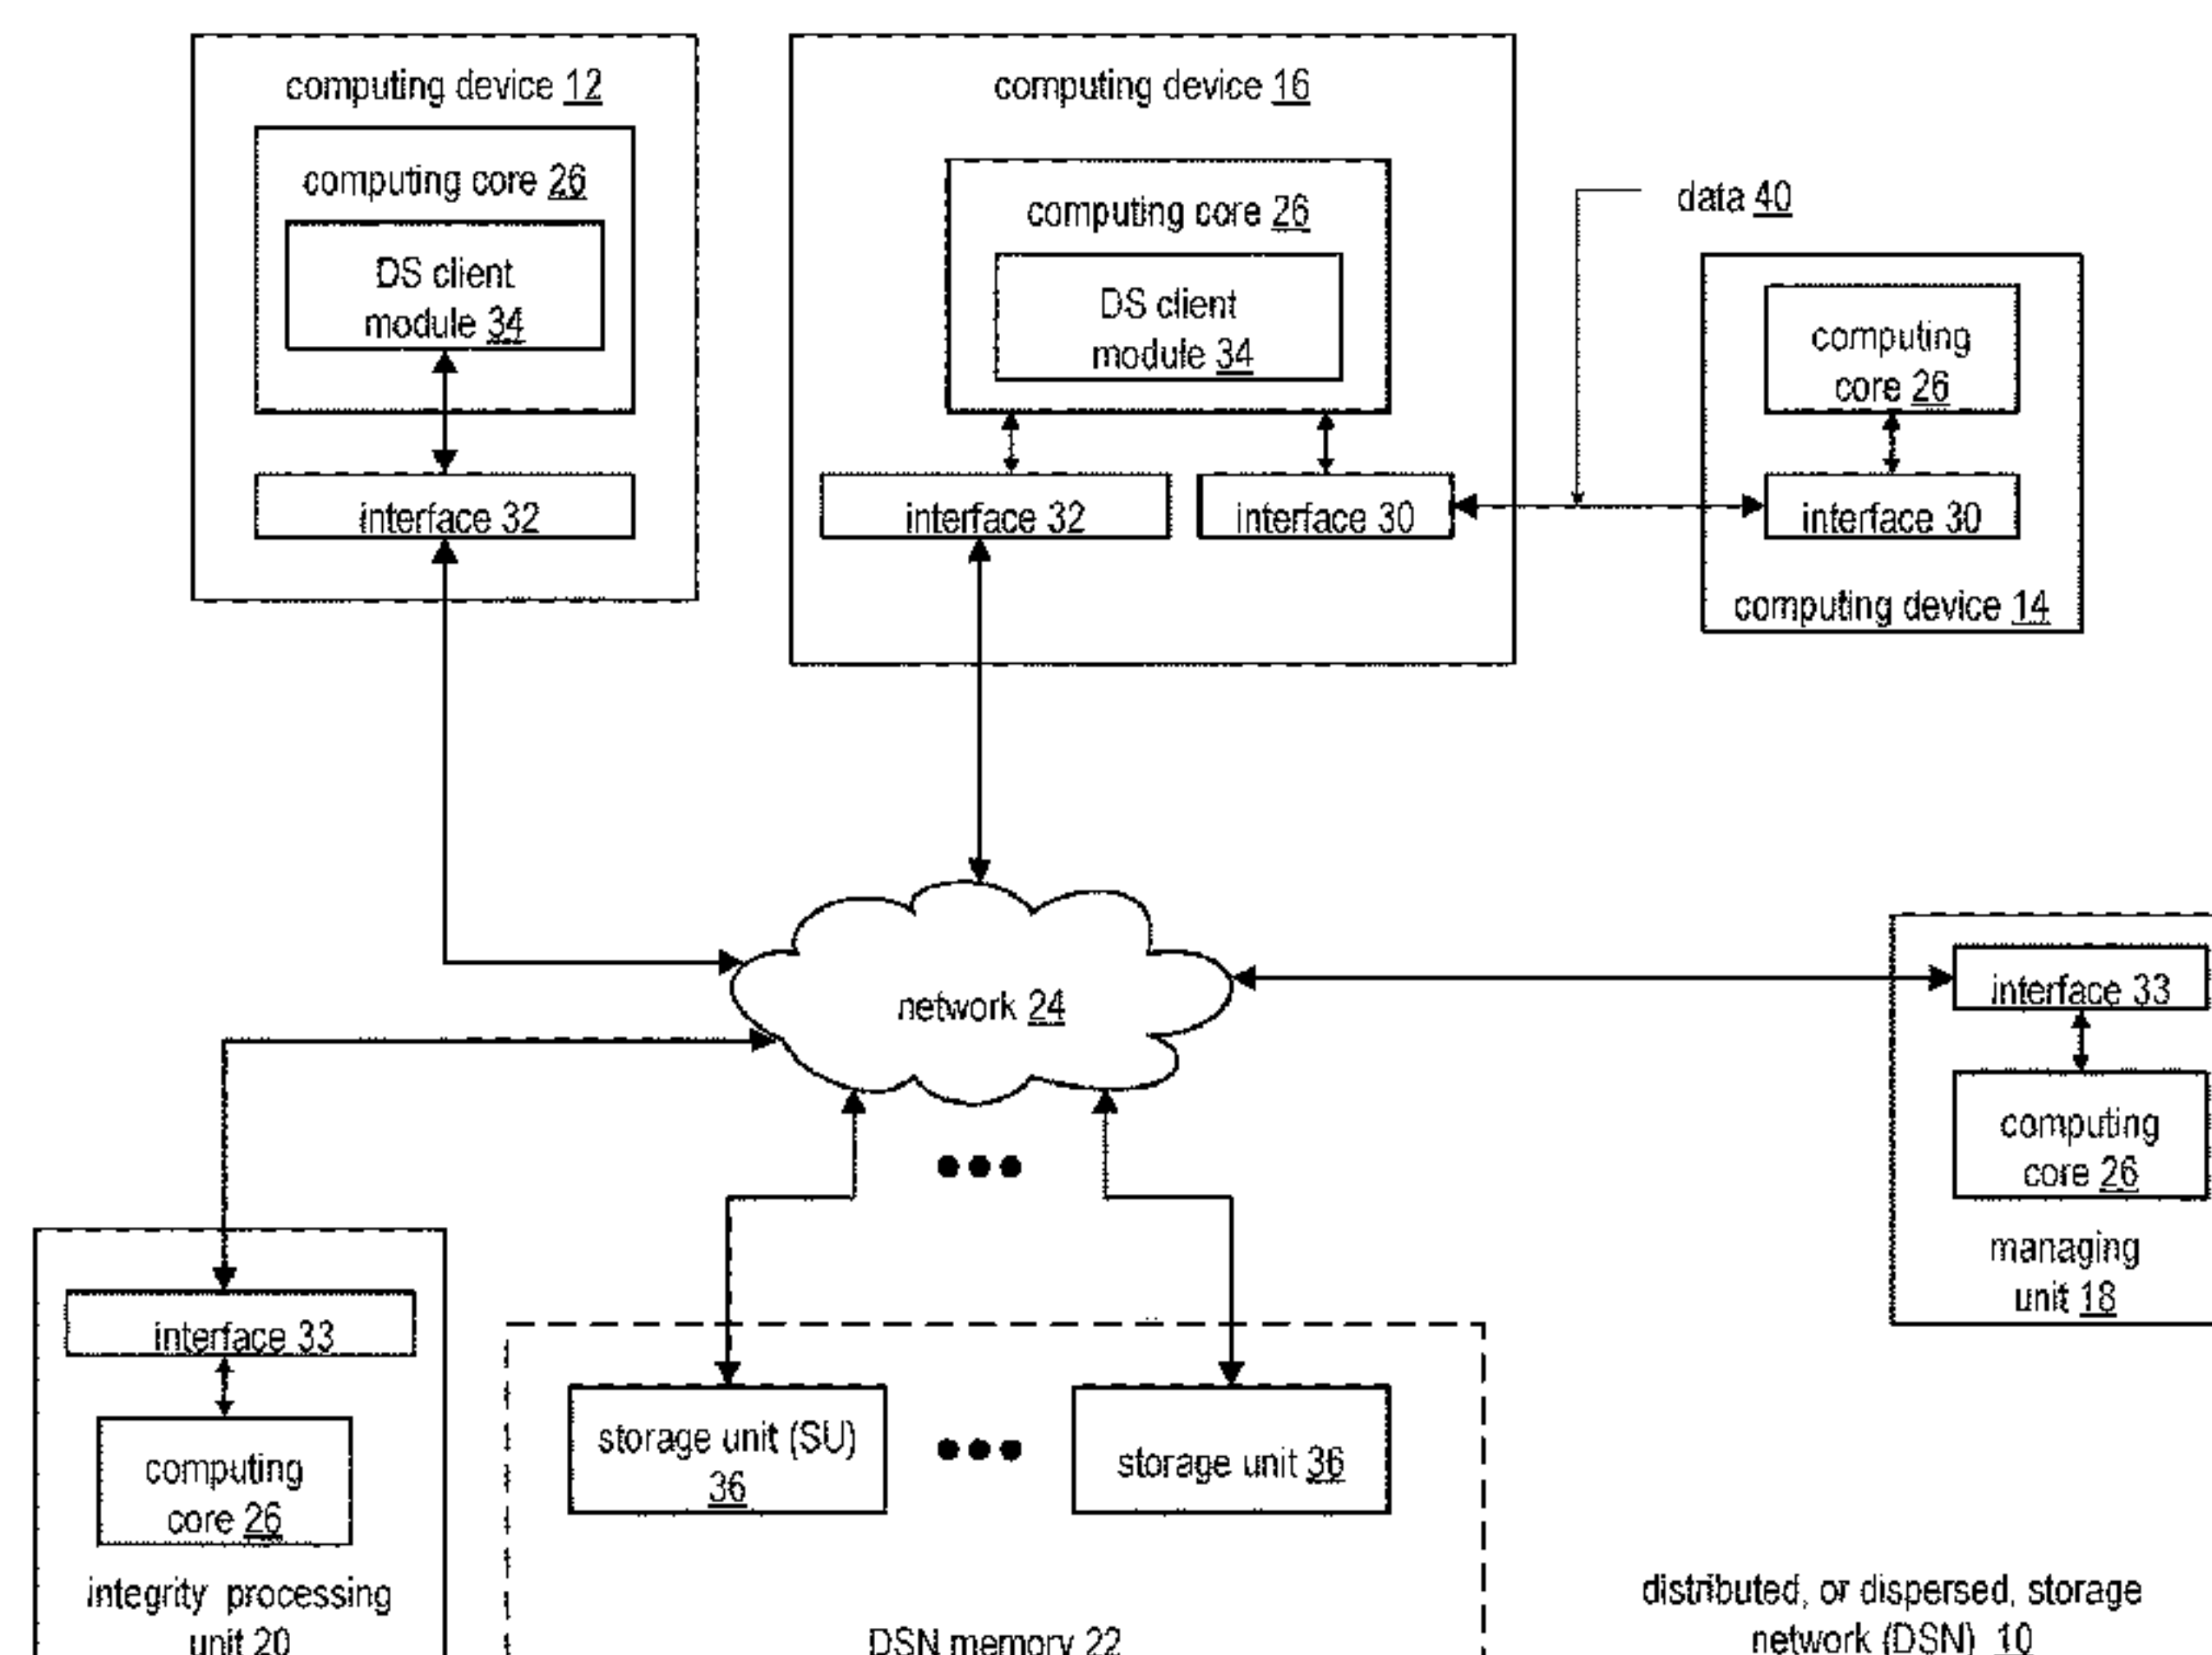 computing device 12
computing core 26
DS client
module 34
interface 32
computing device 16
computing core 26
DS client
module 34
interface 32
interface 30
data 40
computing
core 26
interface 30
computing device 14
network 24
interface 33
computing
core 26
managing
unit 18
interface 33
computing
core 26
integrity processing
unit 20
storage unit (SU)
36
storage unit 36
DSN memory 22
distributed, or dispersed, storage
network (DSN) 10